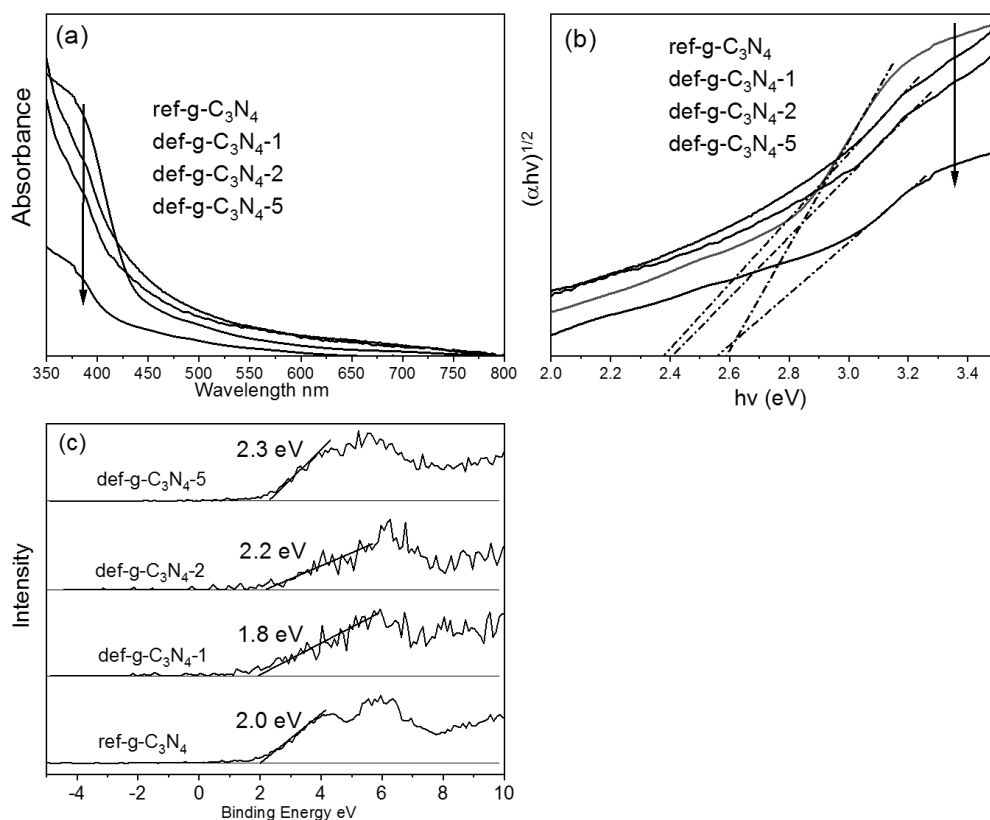 (a)
Absorbance
ref-g-C₃N₄
def-g-C₃N₄-1
def-g-C₃N₄-2
def-g-C₃N₄-5
350 400 450 500 550 600 650 700 750 800
Wavelength nm
(b)
(αhν)^1/2
ref-g-C₃N₄
def-g-C₃N₄-1
def-g-C₃N₄-2
def-g-C₃N₄-5
2.0 2.2 2.4 2.6 2.8 3.0 3.2 3.4
hν (eV)
(c)
Intensity
2.3 eV
def-g-C₃N₄-5
2.2 eV
def-g-C₃N₄-2
1.8 eV
def-g-C₃N₄-1
2.0 eV
ref-g-C₃N₄
-4 -2 0 2 4 6 8 10
Binding Energy eV